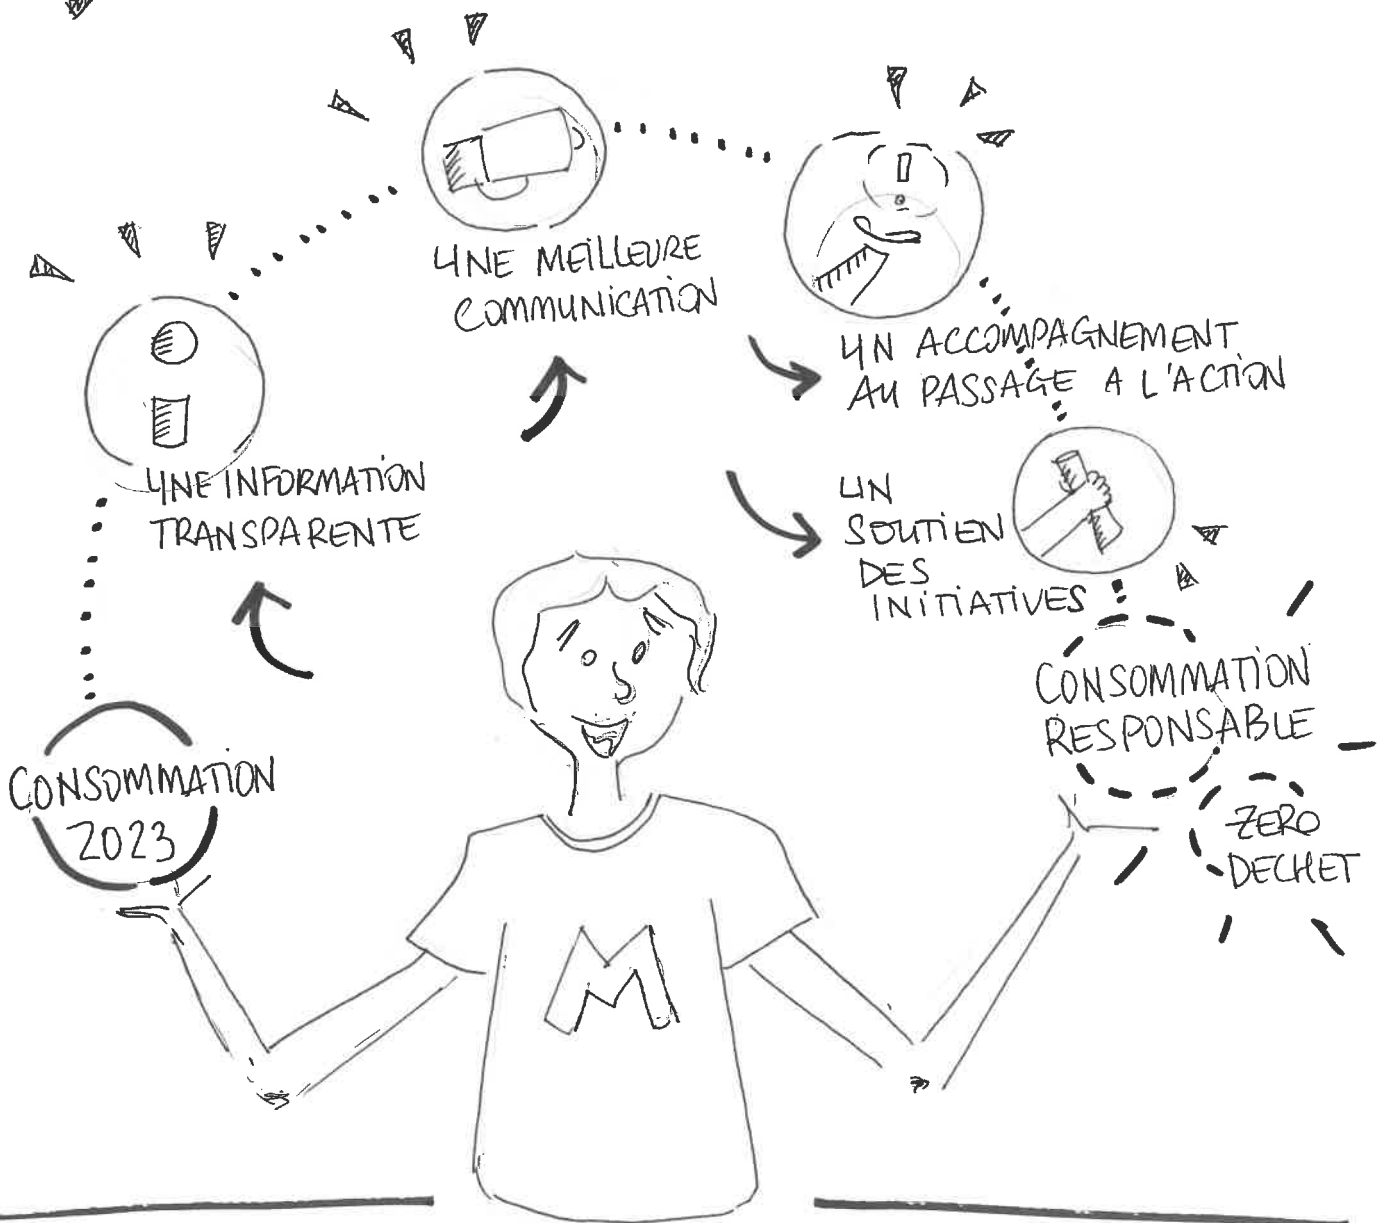 UNE MEILLEURE
COMMUNICATION
UN ACCOMPAGNEMENT
AU PASSAGE A L'ACTION
UNE INFORMATION
TRANSPARENTE
UN
SOUTIEN
DES
INITIATIVES
CONSOMMATION
RESPONSABLE
CONSOMMATION
2023
ZERO
DECHET
M